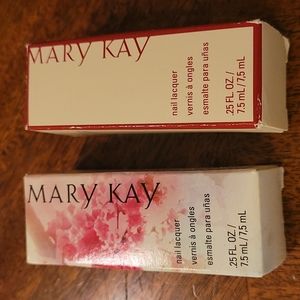 MARY KAY
nail lacquer
vernis à ongles
esmalte para uñas
.25 FL. OZ./
7.5 mL/7,5 mL
MARY KAY
nail lacquer
vernis à ongles
esmalte para uñas
.25 FL. OZ./
7.5 mL/7,5 mL